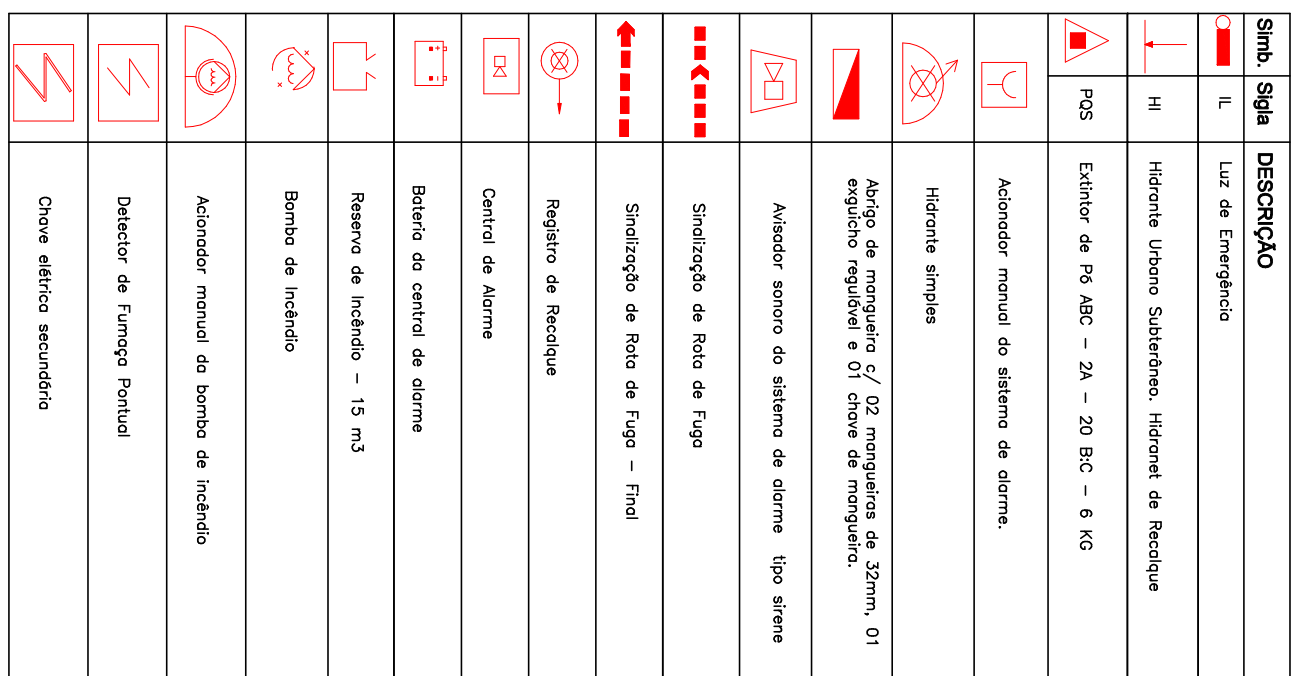 Simb. Sigla DESCRIÇÃO
IL Luz de Emergência
HI Hidrante Urbano Subterâneo. Hidranet de Recalque
PQS Extintor de Pó ABC - 2A - 20 B:C - 6 KG
Acionador manual do sistema de alarme.
Hidrante simples
Abrigo de mangueira c/ 02 mangueiras de 32mm, 01
exguicho regulável e 01 chave de mangueira.
Avisador sonoro do sistema de alarme tipo sirene
Sinalização de Rota de Fuga
Sinalização de Rota de Fuga - Final
Registro de Recalque
Central de Alarme
Bateria da central de alarme
Reserva de Incêndio - 15 m3
Bomba de Incêndio
Acionador manual da bomba de incêndio
Detector de Fumaça Pontual
Chave elétrica secundária